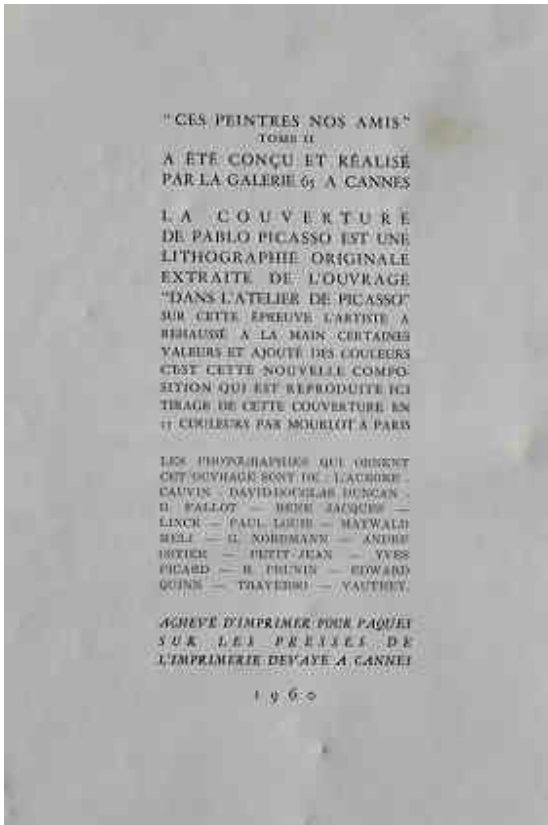 "CES PEINTRES NOS AMIS"
TOME II
A ÉTÉ CONÇU ET RÉALISÉ
PAR LA GALERIE 65 A CANNES
LA COUVERTURE
DE PABLO PICASSO EST UNE
LITHOGRAPHIE ORIGINALE
EXTRAITE DE L'OUVRAGE
"DANS L'ATELIER DE PICASSO"
SUR CETTE ÉPREUVE L'ARTISTE A
REHAUSSÉ A LA MAIN CERTAINES
VALEURS ET AJOUTÉ DES COULEURS
C'EST CETTE NOUVELLE COMPO-
SITION QUI EST REPRODUITE ICI
TIRAGE DE CETTE COUVERTURE EN
COULEURS PAR MOURLOT A PARIS
LES PHOTOGRAPHIES QUI ORNENT
CET OUVRAGE SONT DE : L'AURORE -
CAUVIN - DAVID-DOUGLAS DUNCAN -
FALLOT — RENE JACQUES —
LINCK — PAUL LOUIS — MAYWALD
MELI — G. NORDMANN — ANDRE
OSTIER — PETIT-JEAN — YVES
PICARD — PRUNIN — EDWARD
QUINN — TRAVERSO — VAUTHEY.
ACHEVÉ D'IMPRIMER POUR PAQUES
SUR LES PRESSES DE
L'IMPRIMERIE DEVAYE A CANNES
1960